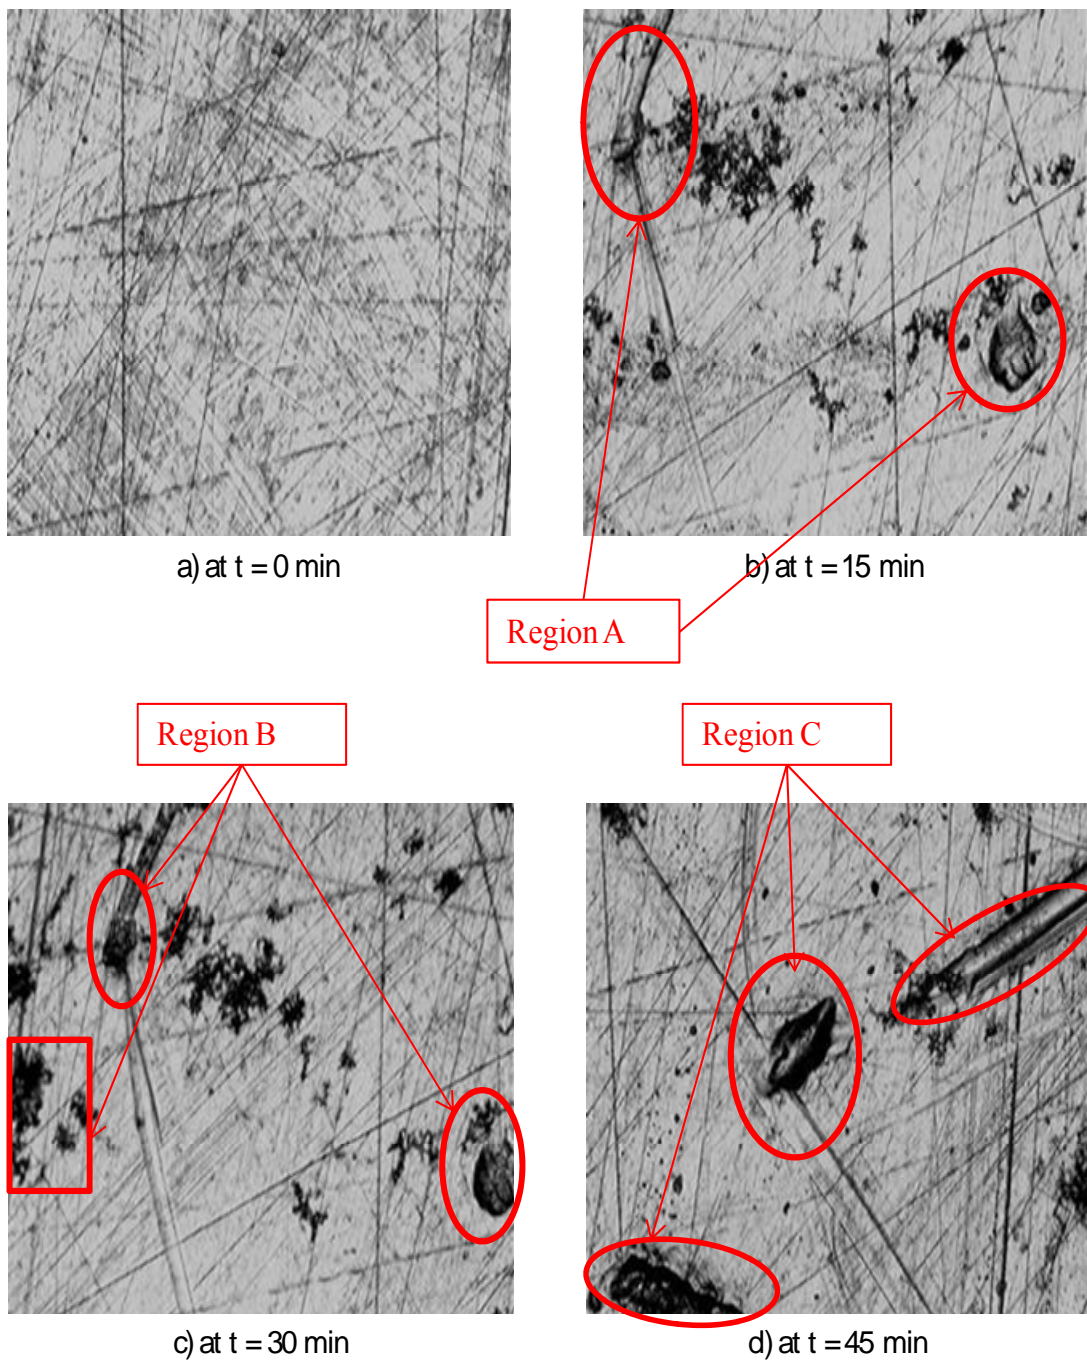 a) at t = 0 min
b) at t = 15 min
Region A
Region B
Region C
c) at t = 30 min
d) at t = 45 min